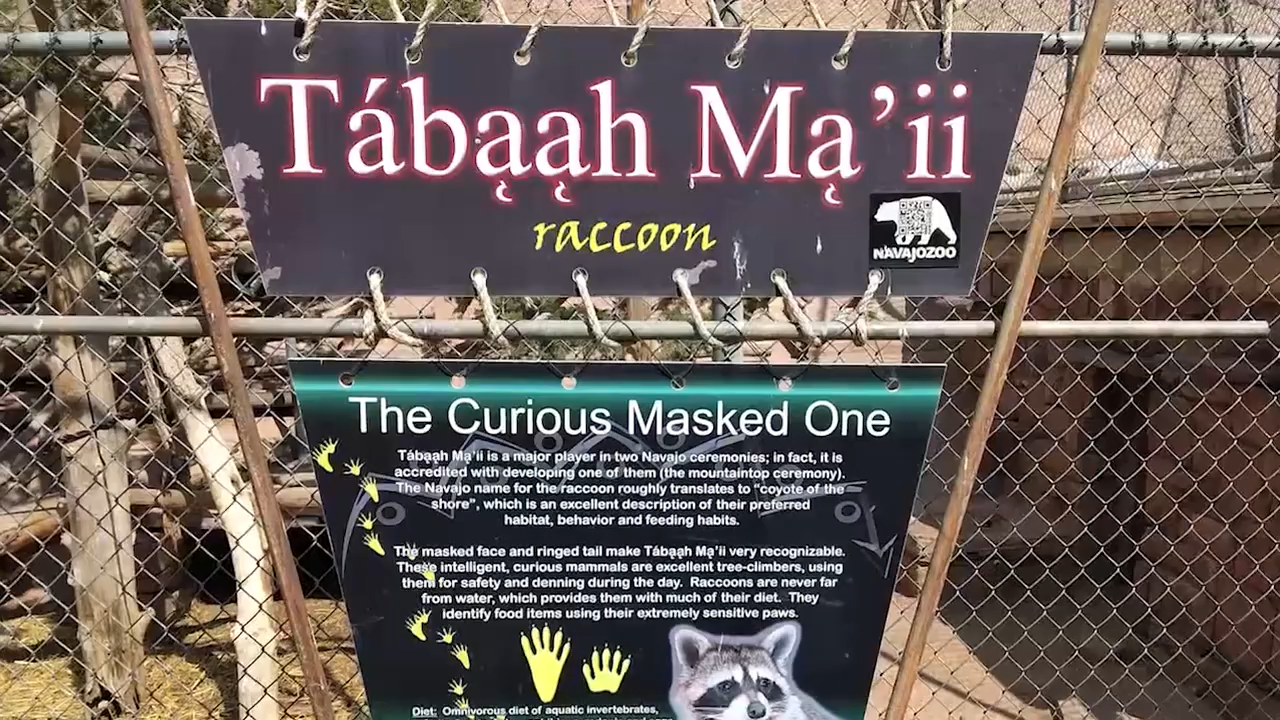 Tábąąh Mą’ii
raccoon
NAVAJOZOO
The Curious Masked One
Tábąąh Mą'ii is a major player in two Navajo ceremonies; in fact, it is
accredited with developing one of them (the mountaintop ceremony).
The Navajo name for the raccoon roughly translates to “coyote of the
shore”, which is an excellent description of their preferred
habitat, behavior and feeding habits.
The masked face and ringed tail make Tábąąh Mą'ii very recognizable.
These intelligent, curious mammals are excellent tree-climbers, using
them for safety and denning during the day. Raccoons are never far
from water, which provides them with much of their diet. They
identify food items using their extremely sensitive paws.
Diet: Omnivorous diet of aquatic invertebrates,